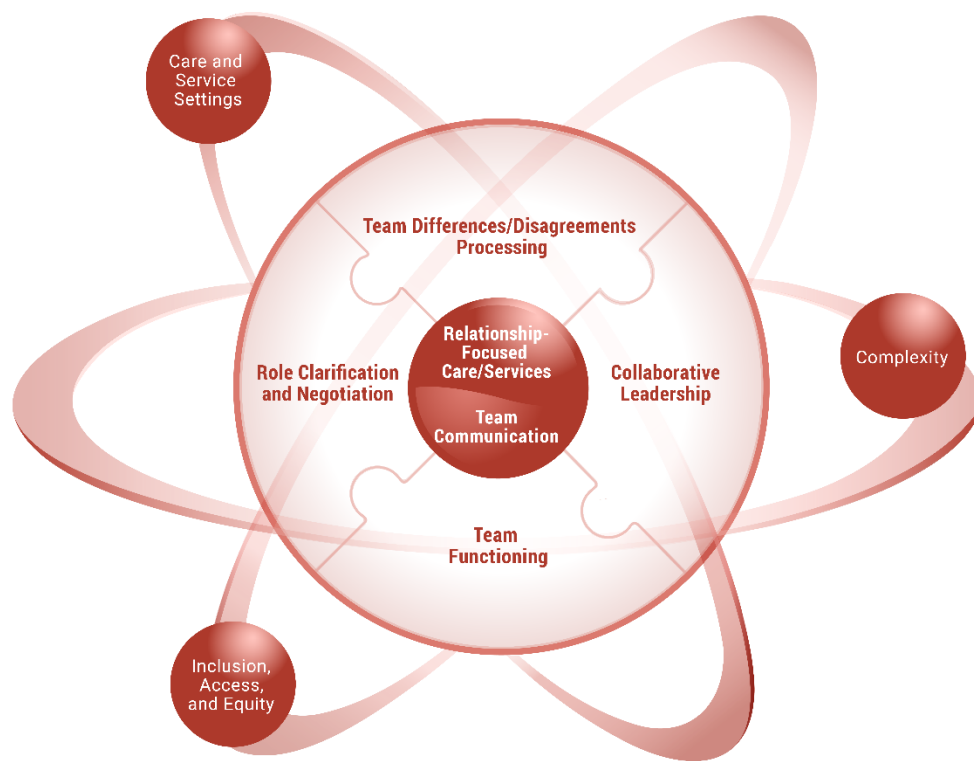 Care and
Service
Settings
Team Differences/Disagreements
Processing
Relationship-
Focused
Care/Services
Team
Communication
Role Clarification
and Negotiation
Collaborative
Leadership
Complexity
Team
Functioning
Inclusion,
Access,
and Equity